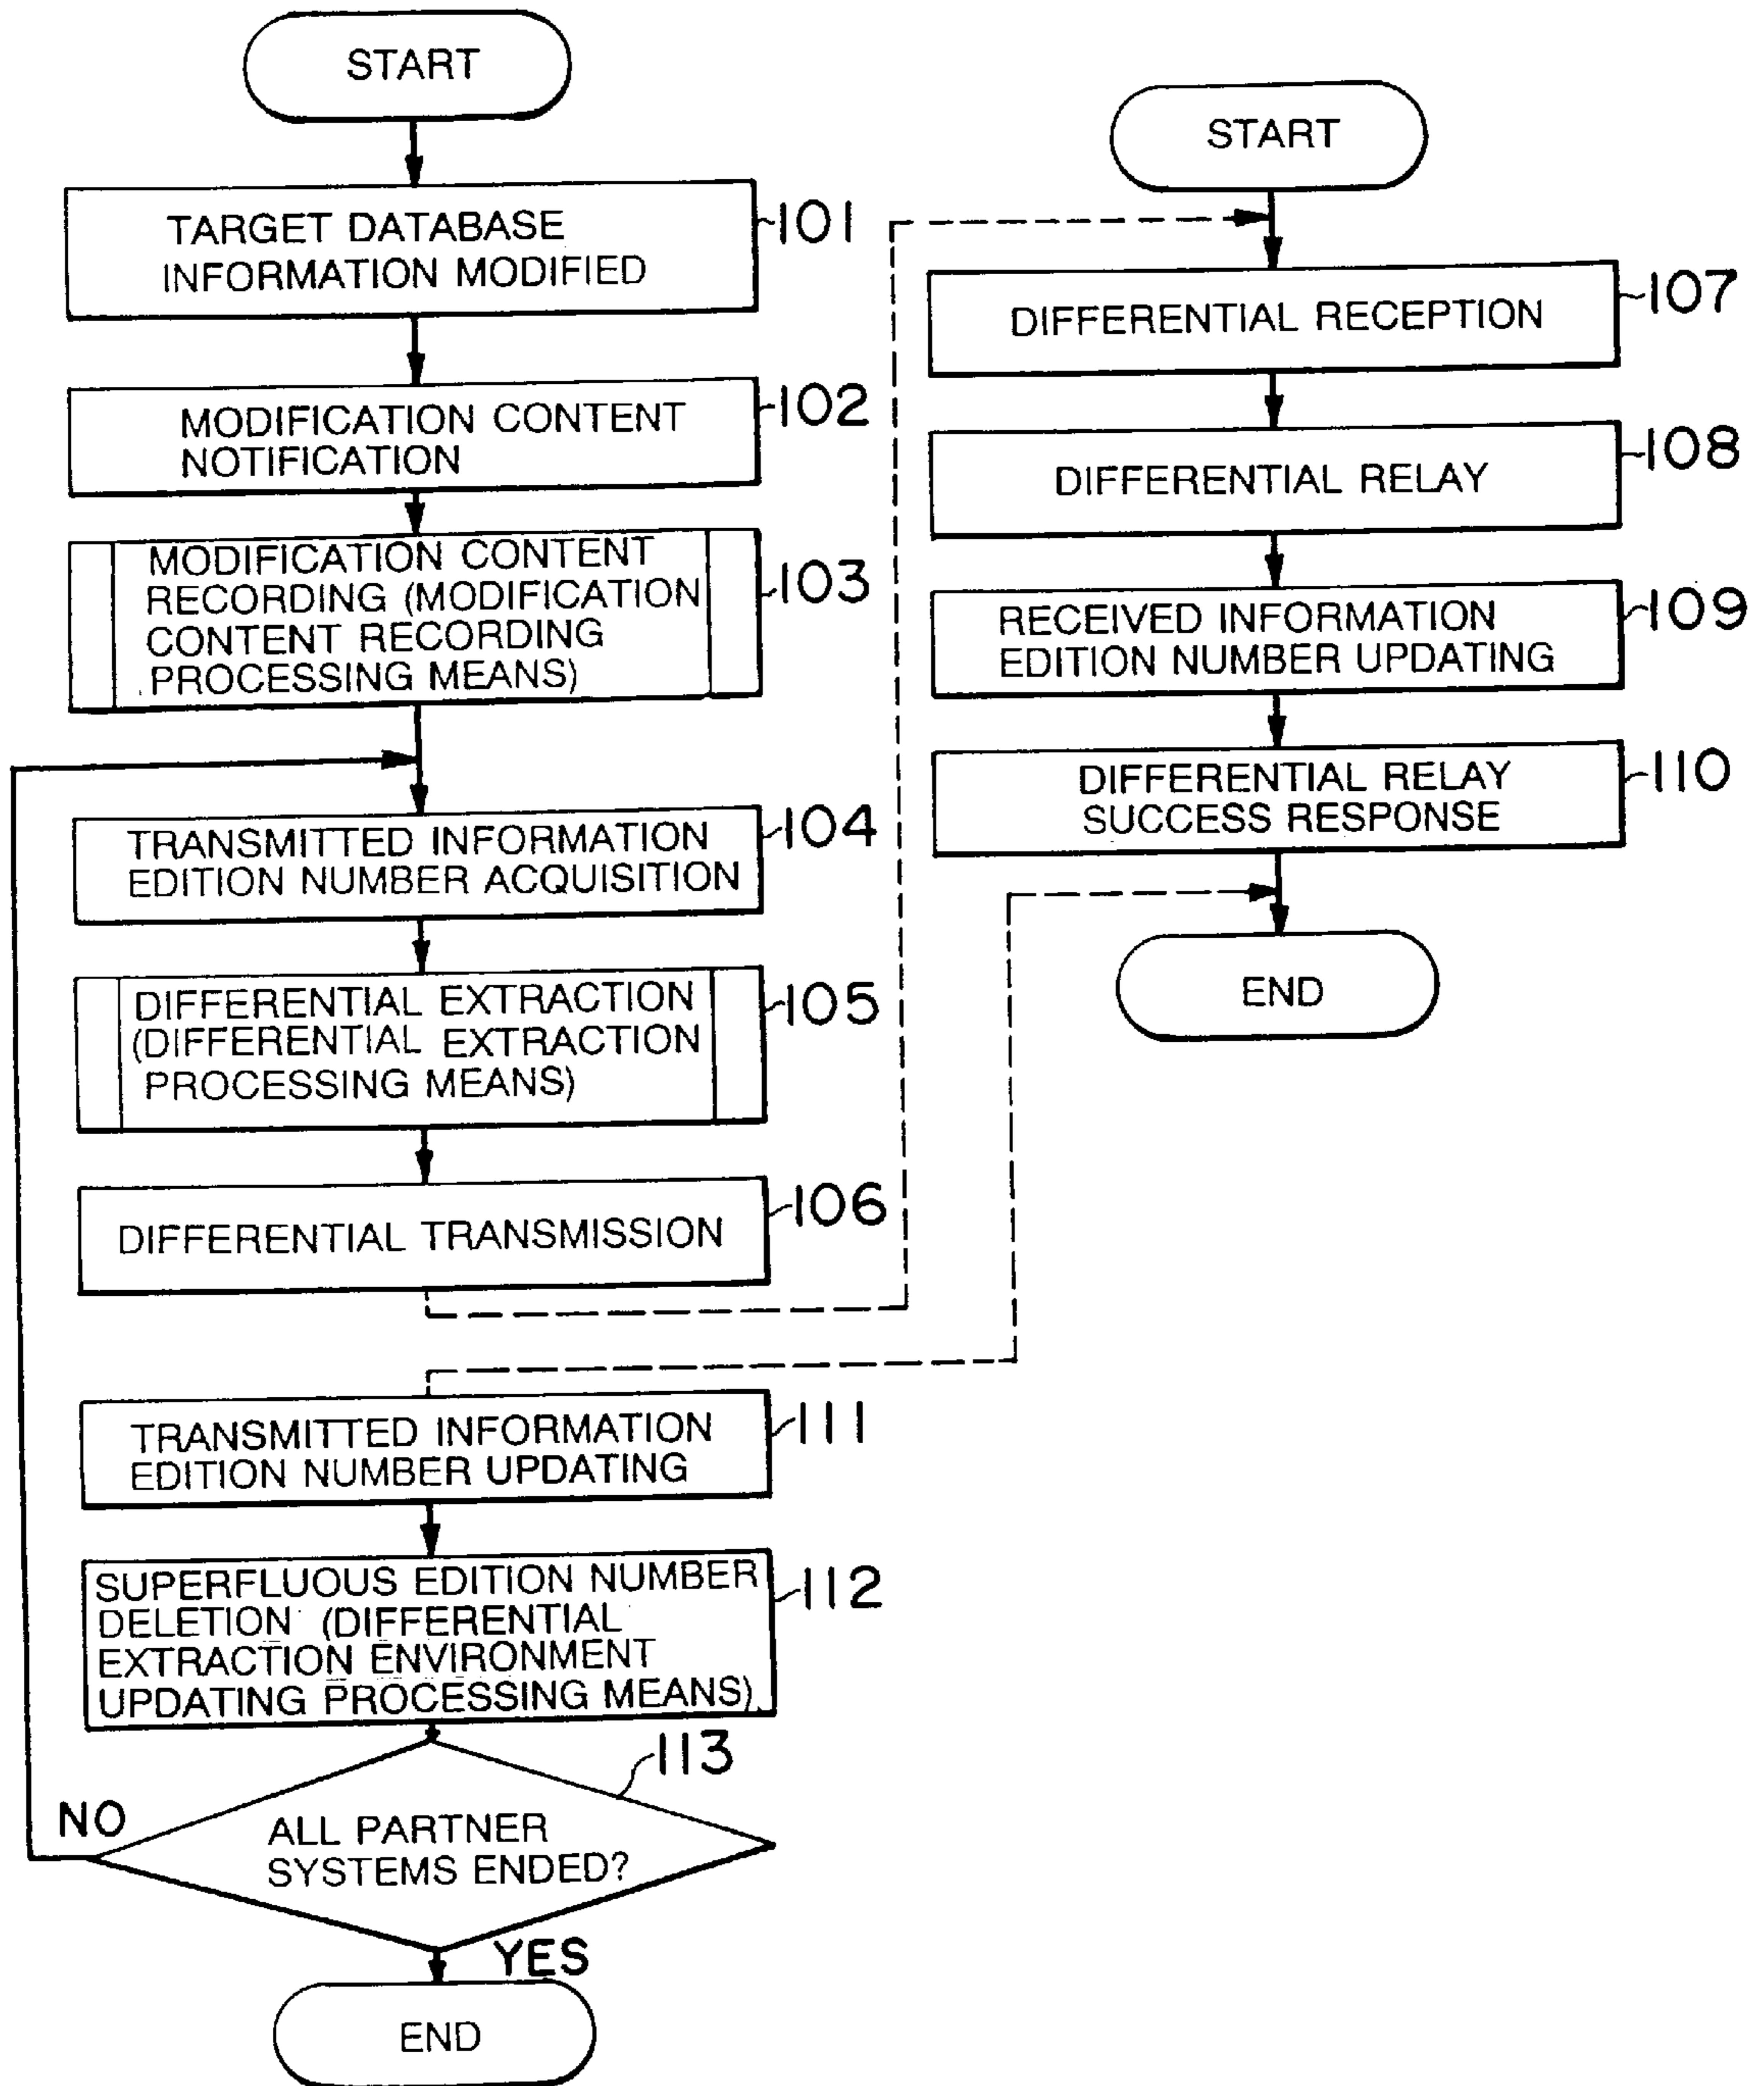 START
TARGET DATABASE
INFORMATION MODIFIED
101
MODIFICATION CONTENT
NOTIFICATION
102
MODIFICATION CONTENT
RECORDING (MODIFICATION
CONTENT RECORDING
PROCESSING MEANS)
103
TRANSMITTED INFORMATION
EDITION NUMBER ACQUISITION
104
DIFFERENTIAL EXTRACTION
(DIFFERENTIAL EXTRACTION
PROCESSING MEANS)
105
DIFFERENTIAL TRANSMISSION
106
TRANSMITTED INFORMATION
EDITION NUMBER UPDATING
111
SUPERFLUOUS EDITION NUMBER
DELETION (DIFFERENTIAL
EXTRACTION ENVIRONMENT
UPDATING PROCESSING MEANS)
112
113
ALL PARTNER
SYSTEMS ENDED?
NO
YES
END
START
DIFFERENTIAL RECEPTION
107
DIFFERENTIAL RELAY
108
RECEIVED INFORMATION
EDITION NUMBER UPDATING
109
DIFFERENTIAL RELAY
SUCCESS RESPONSE
110
END